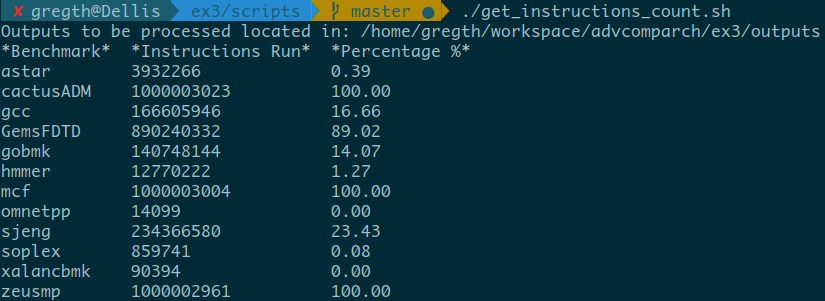 ✘ gregth@Dellis ex3/scripts master ● ./get_instructions_count.sh
Outputs to be processed located in: /home/gregth/workspace/advcomparch/ex3/outputs
*Benchmark* *Instructions Run* *Percentage %*
astar 3932266 0.39
cactusADM 1000003023 100.00
gcc 166605946 16.66
GemsFDTD 890240332 89.02
gobmk 140748144 14.07
hmmer 12770222 1.27
mcf 1000003004 100.00
omnetpp 14099 0.00
sjeng 234366580 23.43
soplex 859741 0.08
xalancbmk 90394 0.00
zeusmp 1000002961 100.00